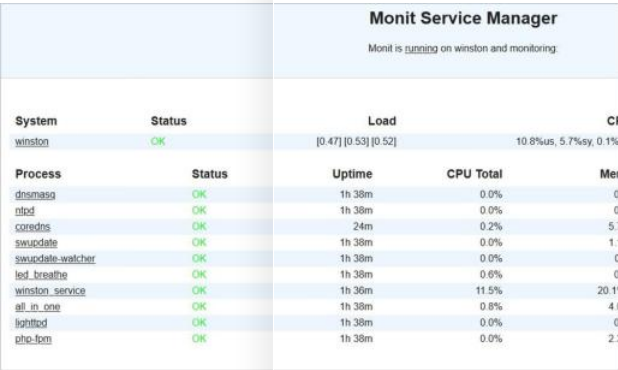 Monit Service Manager
Monit is running on winston and monitoring:
System Status Load
winston OK [0.47] [0.53] [0.52] 10.8%us, 5.7%sy, 0.1%
Process Status Uptime CPU Total
dnsmasq OK 1h 38m 0.0%
ntpd OK 1h 38m 0.0%
coredns OK 24m 0.2% 5.
swupdate OK 1h 38m 0.0% 1.
swupdate-watcher OK 1h 38m 0.0%
led_breathe OK 1h 38m 0.6%
winston_service OK 1h 36m 11.5% 20.1
all_in_one OK 1h 38m 0.8% 4.
lighttpd OK 1h 38m 0.0%
php-fpm OK 1h 38m 0.0% 2.